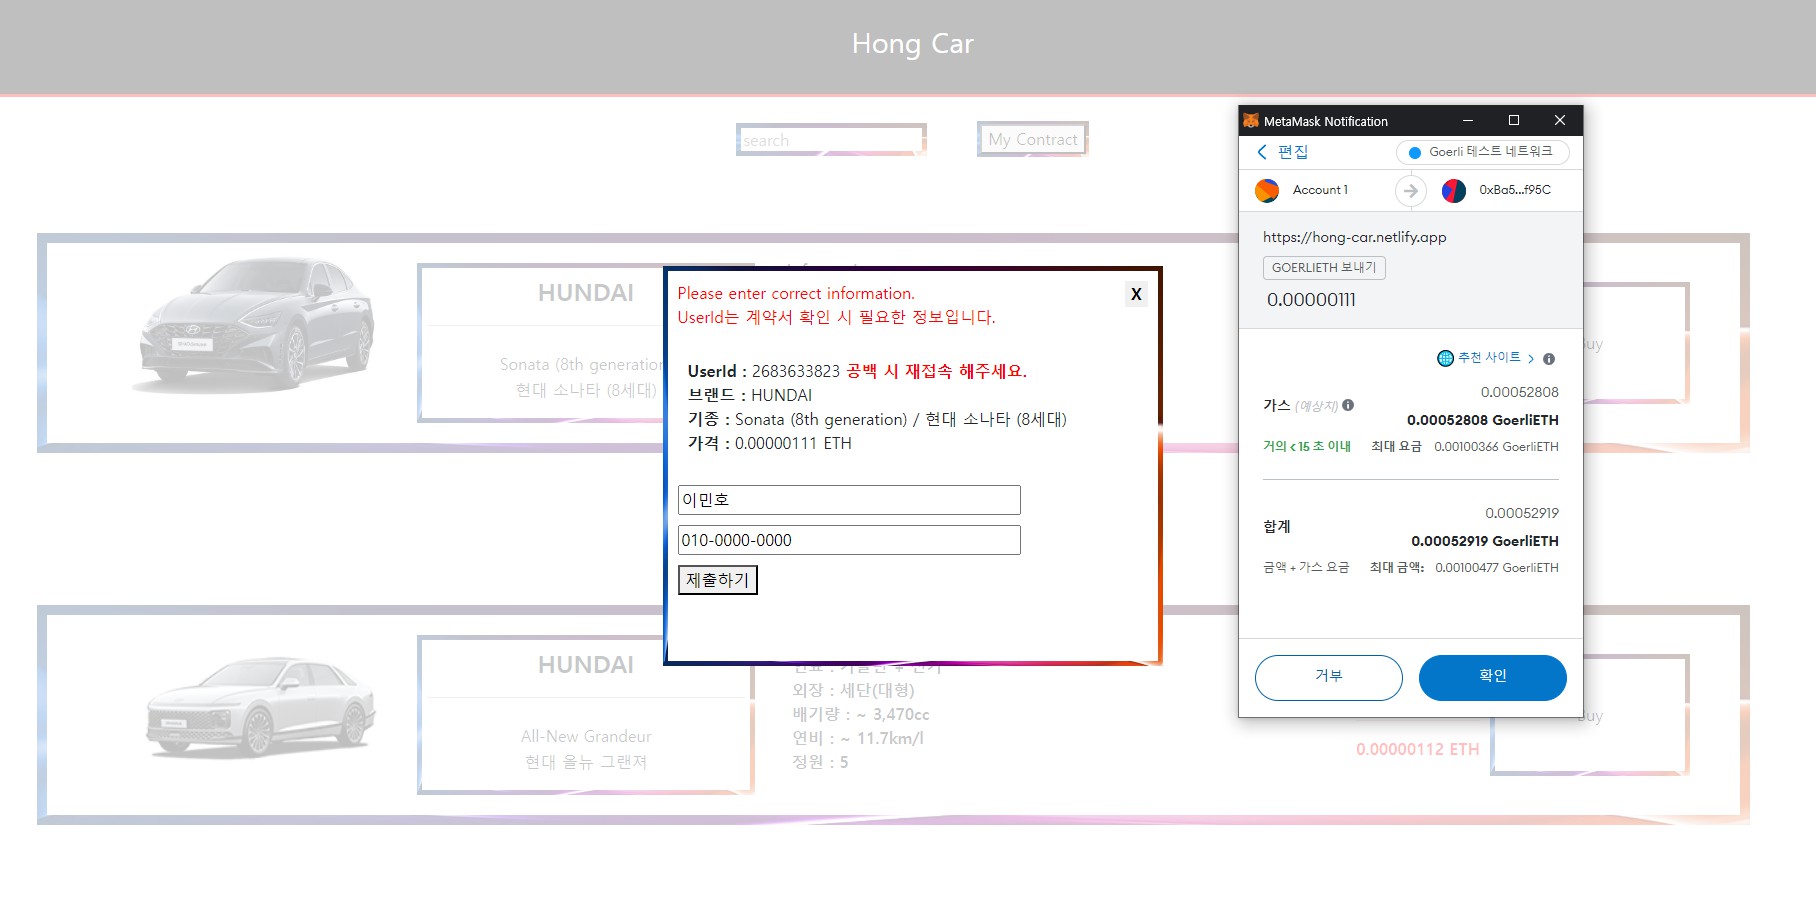 Hong Car
search
My Contract
HUNDAI
Sonata (8th generation
현대 소나타 (8세대)
Please enter correct information.
X
UserId는 계약서 확인 시 필요한 정보입니다.
UserId : 2683633823 공백 시 재접속 해주세요.
브랜드 : HUNDAI
기종 : Sonata (8th generation) / 현대 소나타 (8세대)
가격 : 0.00000111 ETH
이민호
010-0000-0000
제출하기
MetaMask Notification
편집
Goerli 테스트 네트워크
Account 1
0xBa5...f95C
https://hong-car.netlify.app
GOERLIETH 보내기
0.00000111
추천 사이트
0.00052808
가스 (예상치)
0.00052808 GoerliETH
거의 < 15 초 이내 최대 요금 0.00100366 GoerliETH
0.00052919
합계
0.00052919 GoerliETH
금액 + 가스 요금 최대 금액: 0.00100477 GoerliETH
거부
확인
HUNDAI
All-New Grandeur
현대 올뉴 그랜져
외장 : 세단(대형)
배기량 : ~ 3,470cc
연비 : ~ 11.7km/l
정원 : 5
0.00000112 ETH
Buy